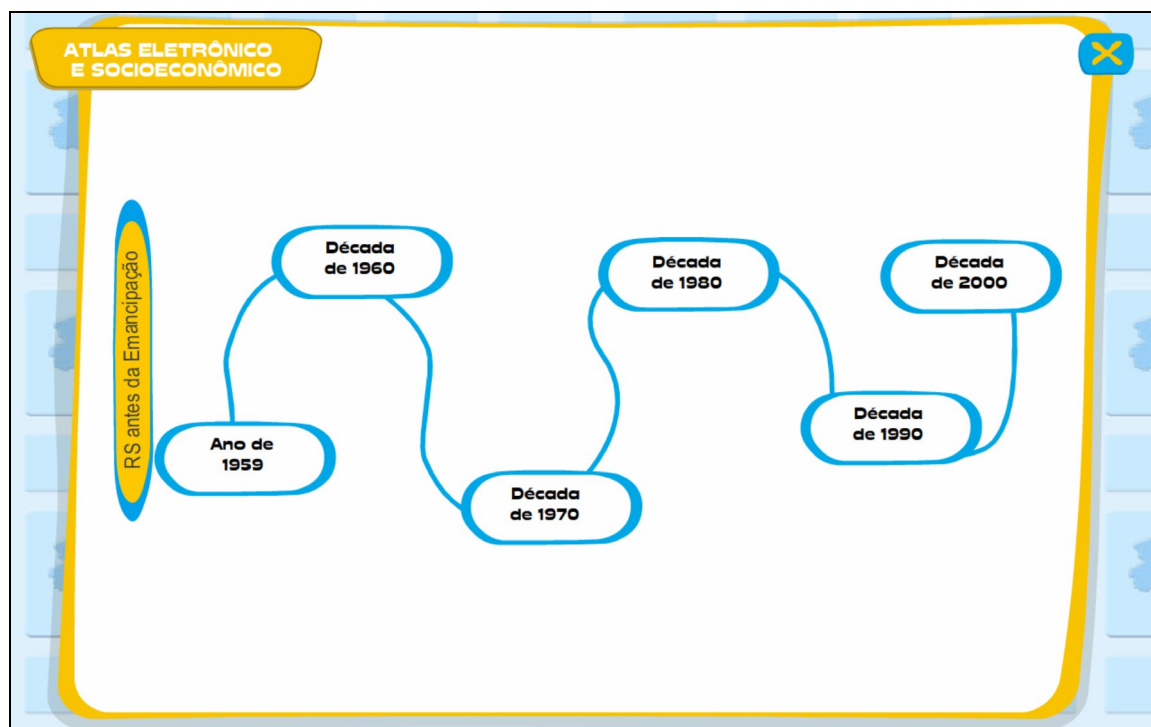 ATLAS ELETRÔNICO
E SOCIOECONÔMICO
RS antes da Emancipação
Ano de
1959
Década
de 1960
Década
de 1970
Década
de 1980
Década
de 1990
Década
de 2000